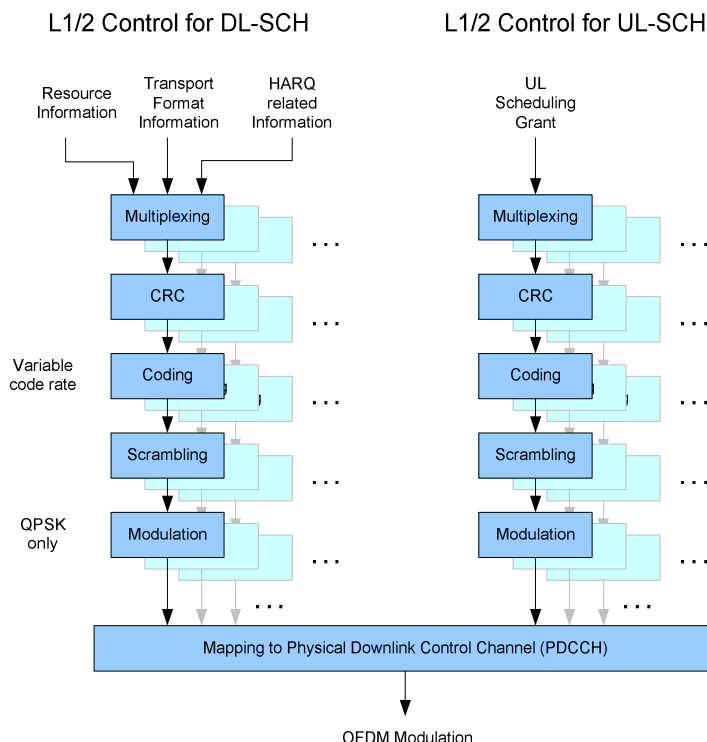 L1/2 Control for DL-SCH
L1/2 Control for UL-SCH
Resource
Information
Transport
Format
Information
HARQ
related
Information
UL
Scheduling
Grant
Multiplexing
...
Multiplexing
...
CRC
...
CRC
...
Variable
code rate
Coding
g
g
...
Coding
g
g
...
Scrambling
...
Scrambling
...
QPSK
only
Modulation
...
Modulation
...
...
...
Mapping to Physical Downlink Control Channel (PDCCH)
OFDM Modulation